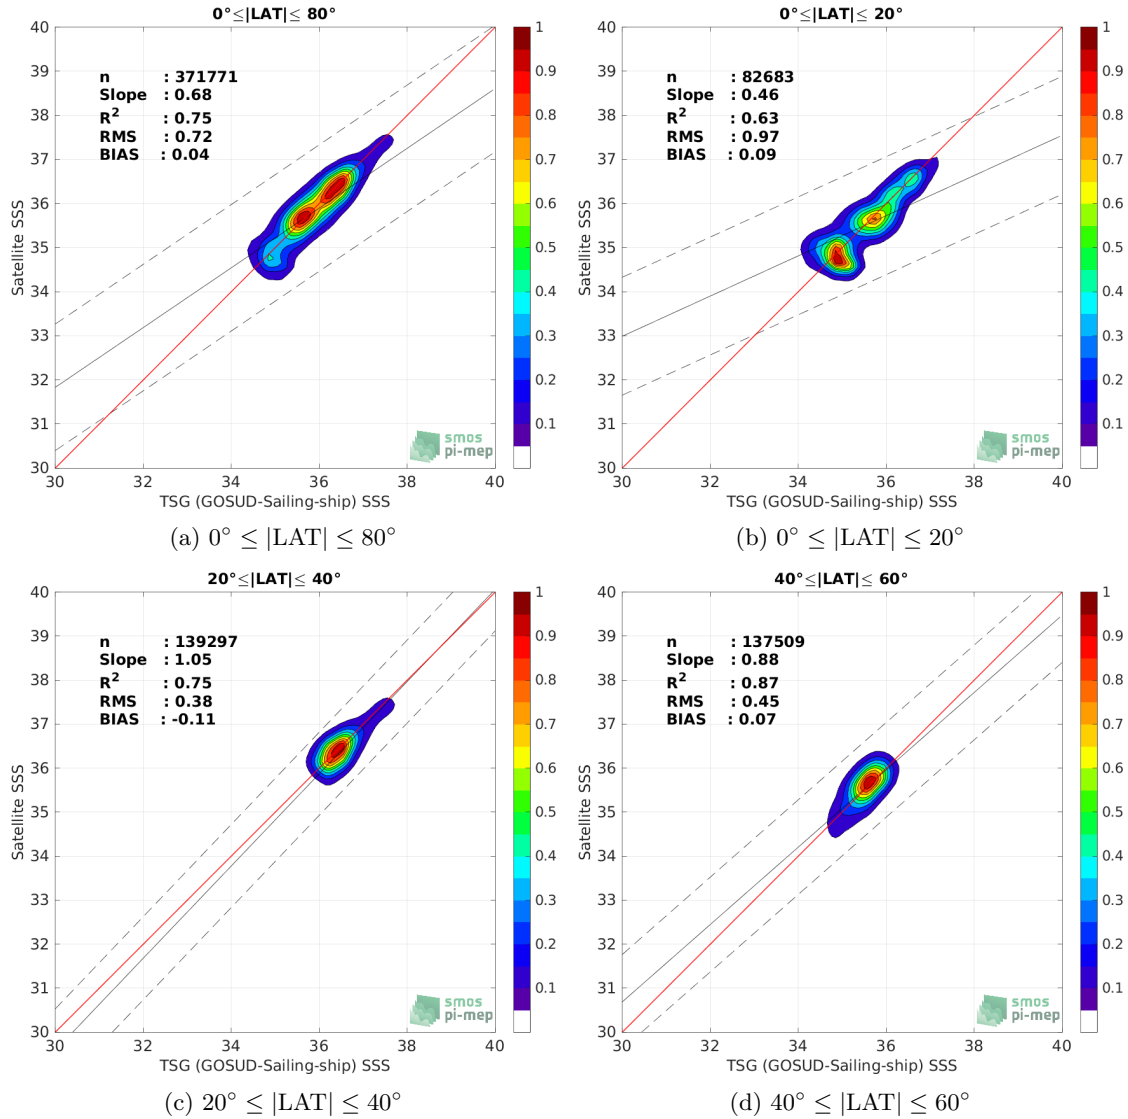 0°≤|LAT|≤ 80°
40
39
38
37
36
35
34
33
32
31
30
Satellite SSS
n : 371771
Slope : 0.68
R² : 0.75
RMS : 0.72
BIAS : 0.04
smos
pi-mep
30 32 34 36 38 40
TSG (GOSUD-Sailing-ship) SSS
1
0.9
0.8
0.7
0.6
0.5
0.4
0.3
0.2
0.1
(a) 0° ≤ |LAT| ≤ 80°
0°≤|LAT|≤ 20°
40
39
38
37
36
35
34
33
32
31
30
Satellite SSS
n : 82683
Slope : 0.46
R² : 0.63
RMS : 0.97
BIAS : 0.09
smos
pi-mep
30 32 34 36 38 40
TSG (GOSUD-Sailing-ship) SSS
1
0.9
0.8
0.7
0.6
0.5
0.4
0.3
0.2
0.1
(b) 0° ≤ |LAT| ≤ 20°
20°≤|LAT|≤ 40°
40
39
38
37
36
35
34
33
32
31
30
Satellite SSS
n : 139297
Slope : 1.05
R² : 0.75
RMS : 0.38
BIAS : -0.11
smos
pi-mep
30 32 34 36 38 40
TSG (GOSUD-Sailing-ship) SSS
1
0.9
0.8
0.7
0.6
0.5
0.4
0.3
0.2
0.1
(c) 20° ≤ |LAT| ≤ 40°
40°≤|LAT|≤ 60°
40
39
38
37
36
35
34
33
32
31
30
Satellite SSS
n : 137509
Slope : 0.88
R² : 0.87
RMS : 0.45
BIAS : 0.07
smos
pi-mep
30 32 34 36 38 40
TSG (GOSUD-Sailing-ship) SSS
1
0.9
0.8
0.7
0.6
0.5
0.4
0.3
0.2
0.1
(d) 40° ≤ |LAT| ≤ 60°